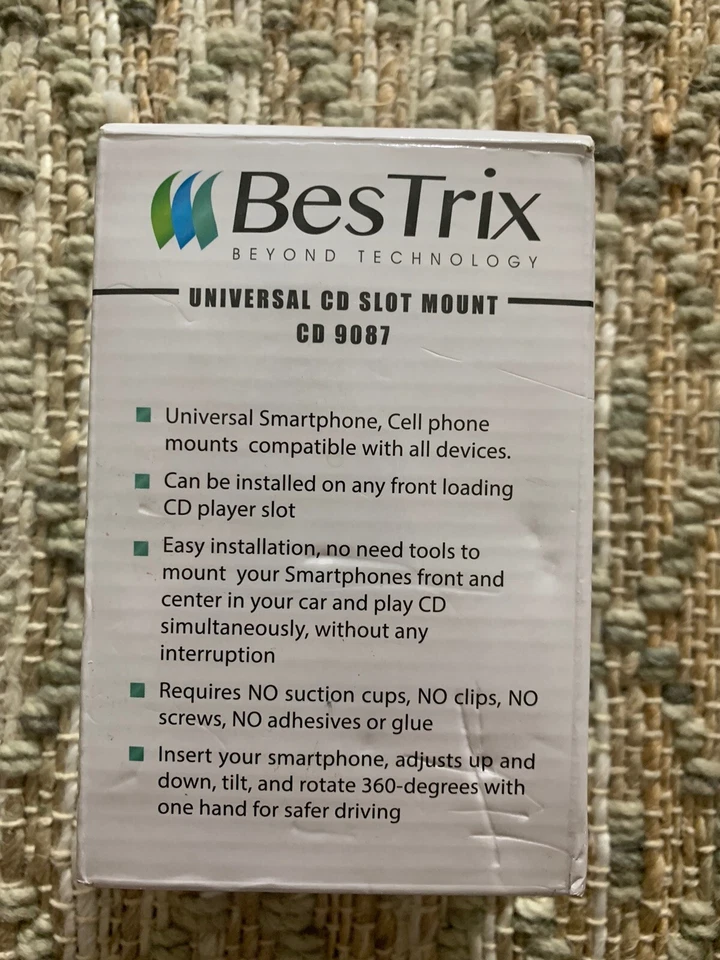 BesTrix
BEYOND TECHNOLOGY
UNIVERSAL CD SLOT MOUNT
CD 9087
Universal Smartphone, Cell phone
mounts compatible with all devices.
Can be installed on any front loading
CD player slot
Easy installation, no need tools to
mount your Smartphones front and
center in your car and play CD
simultaneously, without any
interruption
Requires NO suction cups, NO clips, NO
screws, NO adhesives or glue
Insert your smartphone, adjusts up and
down, tilt, and rotate 360-degrees with
one hand for safer driving